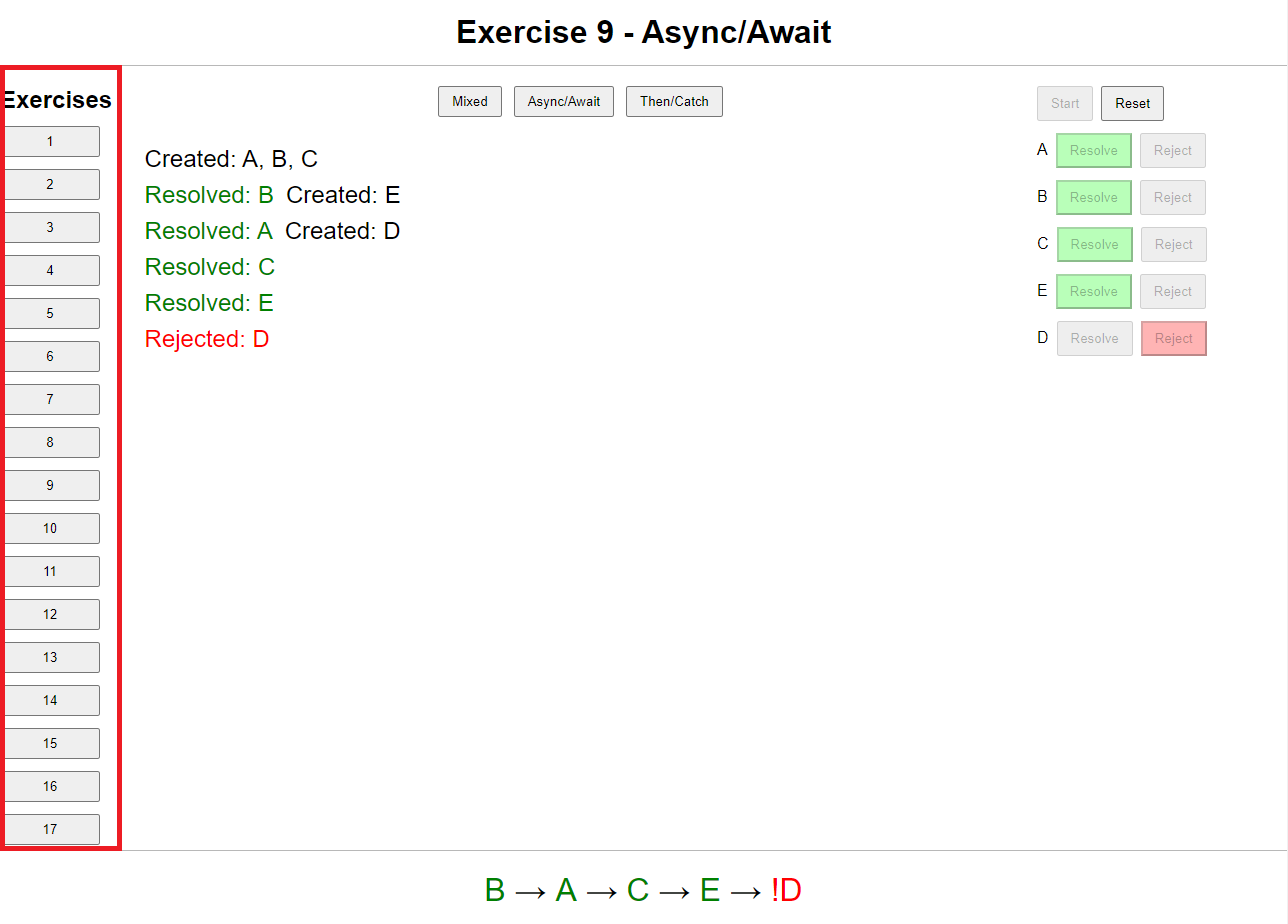 Exercise 9 - Async/Await
Exercises
1
2
3
4
5
6
7
8
9
10
11
12
13
14
15
16
17
Mixed Async/Await Then/Catch
Created: A, B, C
Resolved: B Created: E
Resolved: A Created: D
Resolved: C
Resolved: E
Rejected: D
Start Reset
A Resolve Reject
B Resolve Reject
C Resolve Reject
E Resolve Reject
D Resolve Reject
B → A → C → E → !D